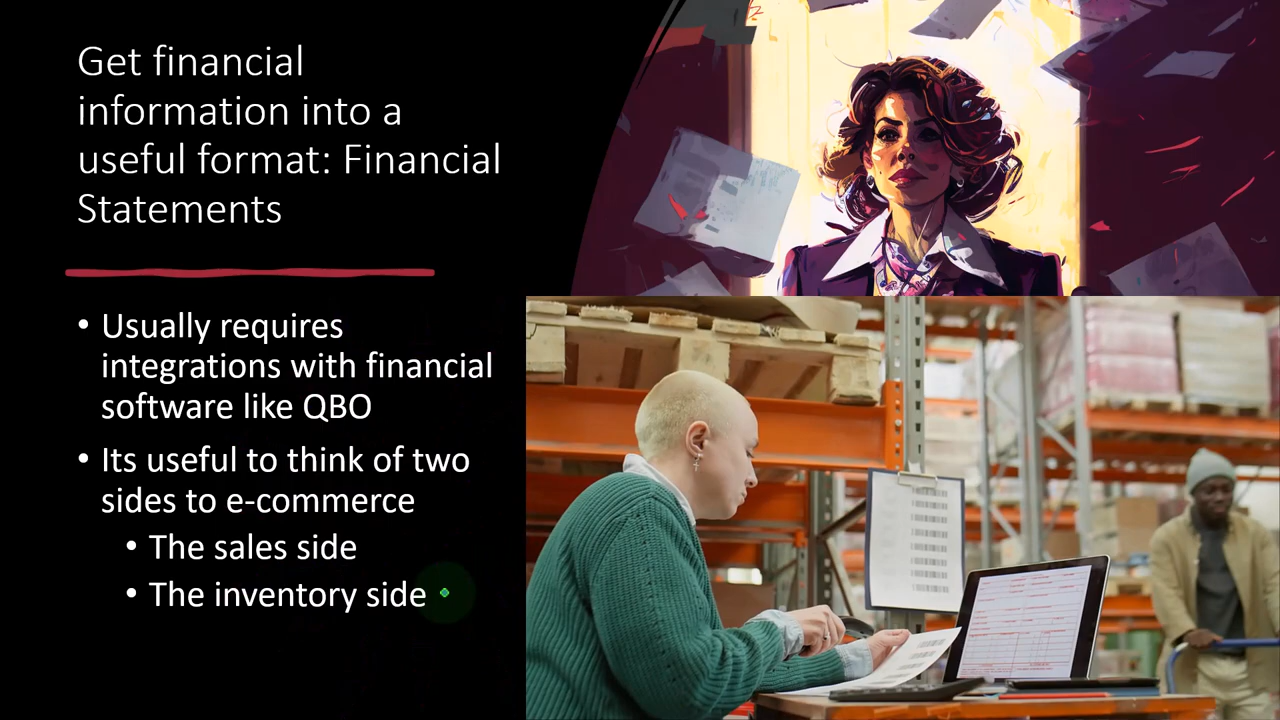 Get financial
information into a
useful format: Financial
Statements
• Usually requires
integrations with financial
software like QBO
• Its useful to think of two
sides to e-commerce
• The sales side
• The inventory side